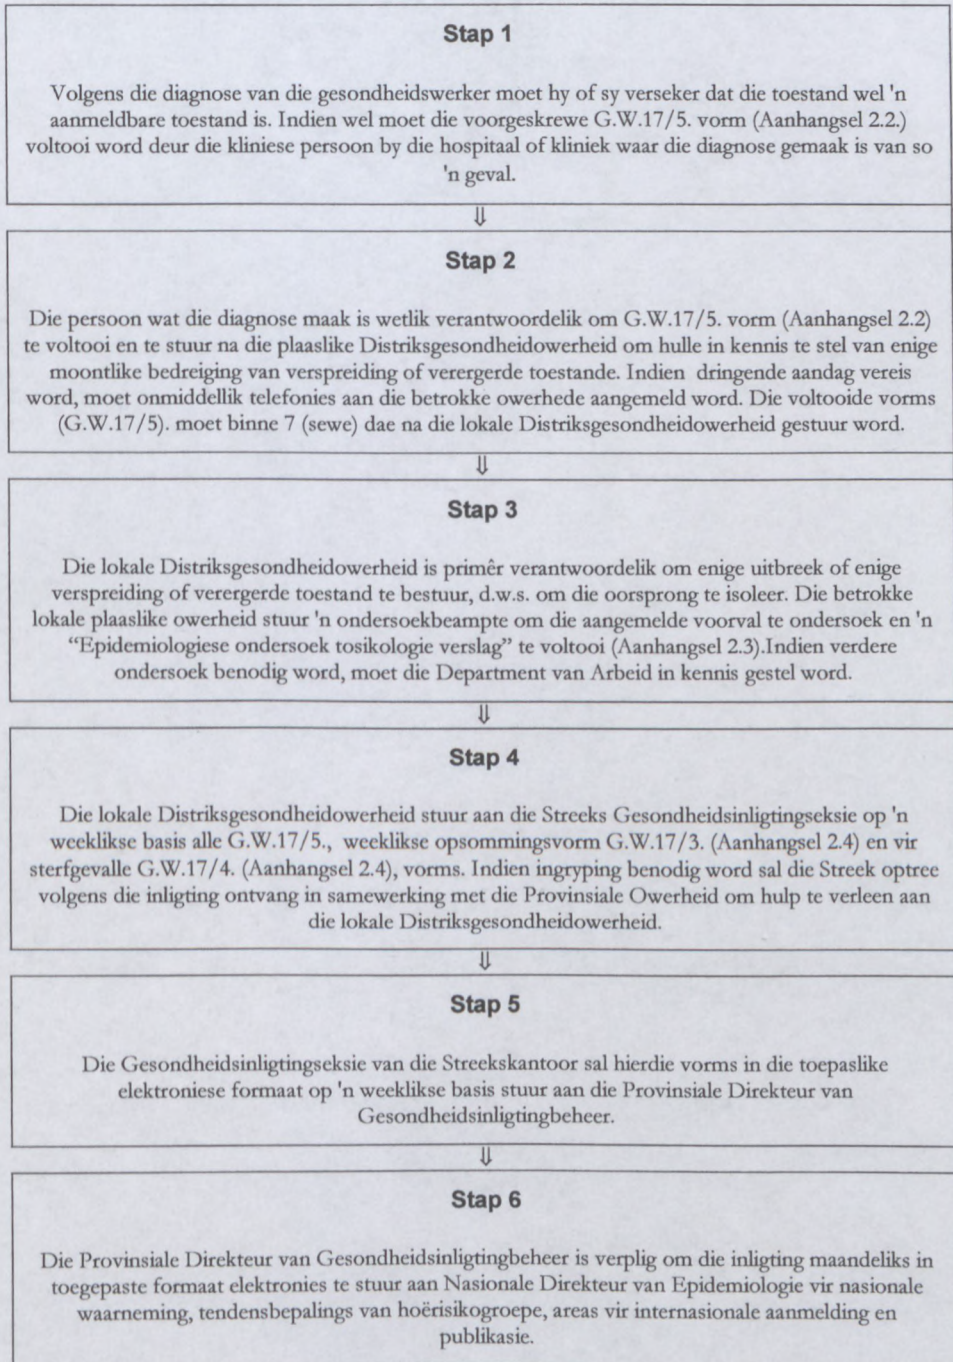 Stap 1
Volgens die diagnose van die gesondheidswerker moet hy of sy verseker dat die toestand wel 'n
aanmeldbare toestand is. Indien wel moet die voorgeskrewe G.W.17/5. vorm (Aanhangsel 2.2.)
voltooi word deur die kliniese persoon by die hospitaal of kliniek waar die diagnose gemaak is van so
'n geval.
⇓
Stap 2
Die persoon wat die diagnose maak is wetlik verantwoordelik om G.W.17/5. vorm (Aanhangsel 2.2)
te voltooi en te stuur na die plaaslike Distriksgesondheidowerheid om hulle in kennis te stel van enige
moontlike bedreiging van verspreiding of verergerde toestande. Indien dringende aandag vereis
word, moet onmiddellik telefonies aan die betrokke owerhede aangemeld word. Die voltooide vorms
(G.W.17/5). moet binne 7 (sewe) dae na die lokale Distriksgesondheidowerheid gestuur word.
⇓
Stap 3
Die lokale Distriksgesondheidowerheid is primêr verantwoordelik om enige uitbreek of enige
verspreiding of verergerde toestand te bestuur, d.w.s. om die oorsprong te isoleer. Die betrokke
lokale plaaslike owerheid stuur 'n ondersoekbeampte om die aangemelde voorval te ondersoek en 'n
“Epidemiologiese ondersoek tosikologie verslag” te voltooi (Aanhangsel 2.3).Indien verdere
ondersoek benodig word, moet die Department van Arbeid in kennis gestel word.
⇓
Stap 4
Die lokale Distriksgesondheidowerheid stuur aan die Streeks Gesondheidsinligtingseksie op 'n
weeklikse basis alle G.W.17/5., weeklikse opsommingsvorm G.W.17/3. (Aanhangsel 2.4) en vir
sterfgevalle G.W.17/4. (Aanhangsel 2.4), vorms. Indien ingryping benodig word sal die Streek optree
volgens die inligting ontvang in samewerking met die Provinsiale Owerheid om hulp te verleen aan
die lokale Distriksgesondheidowerheid.
⇓
Stap 5
Die Gesondheidsinligtingseksie van die Streekskantoor sal hierdie vorms in die toepaslike
elektroniese formaat op 'n weeklikse basis stuur aan die Provinsiale Direkteur van
Gesondheidsinligtingbeheer.
⇓
Stap 6
Die Provinsiale Direkteur van Gesondheidsinligtingbeheer is verplig om die inligting maandeliks in
toegepaste formaat elektronies te stuur aan Nasionale Direkteur van Epidemiologie vir nasionale
waarneming, tendensbepalings van hoërisikogroepe, areas vir internasionale aanmelding en
publikasie.